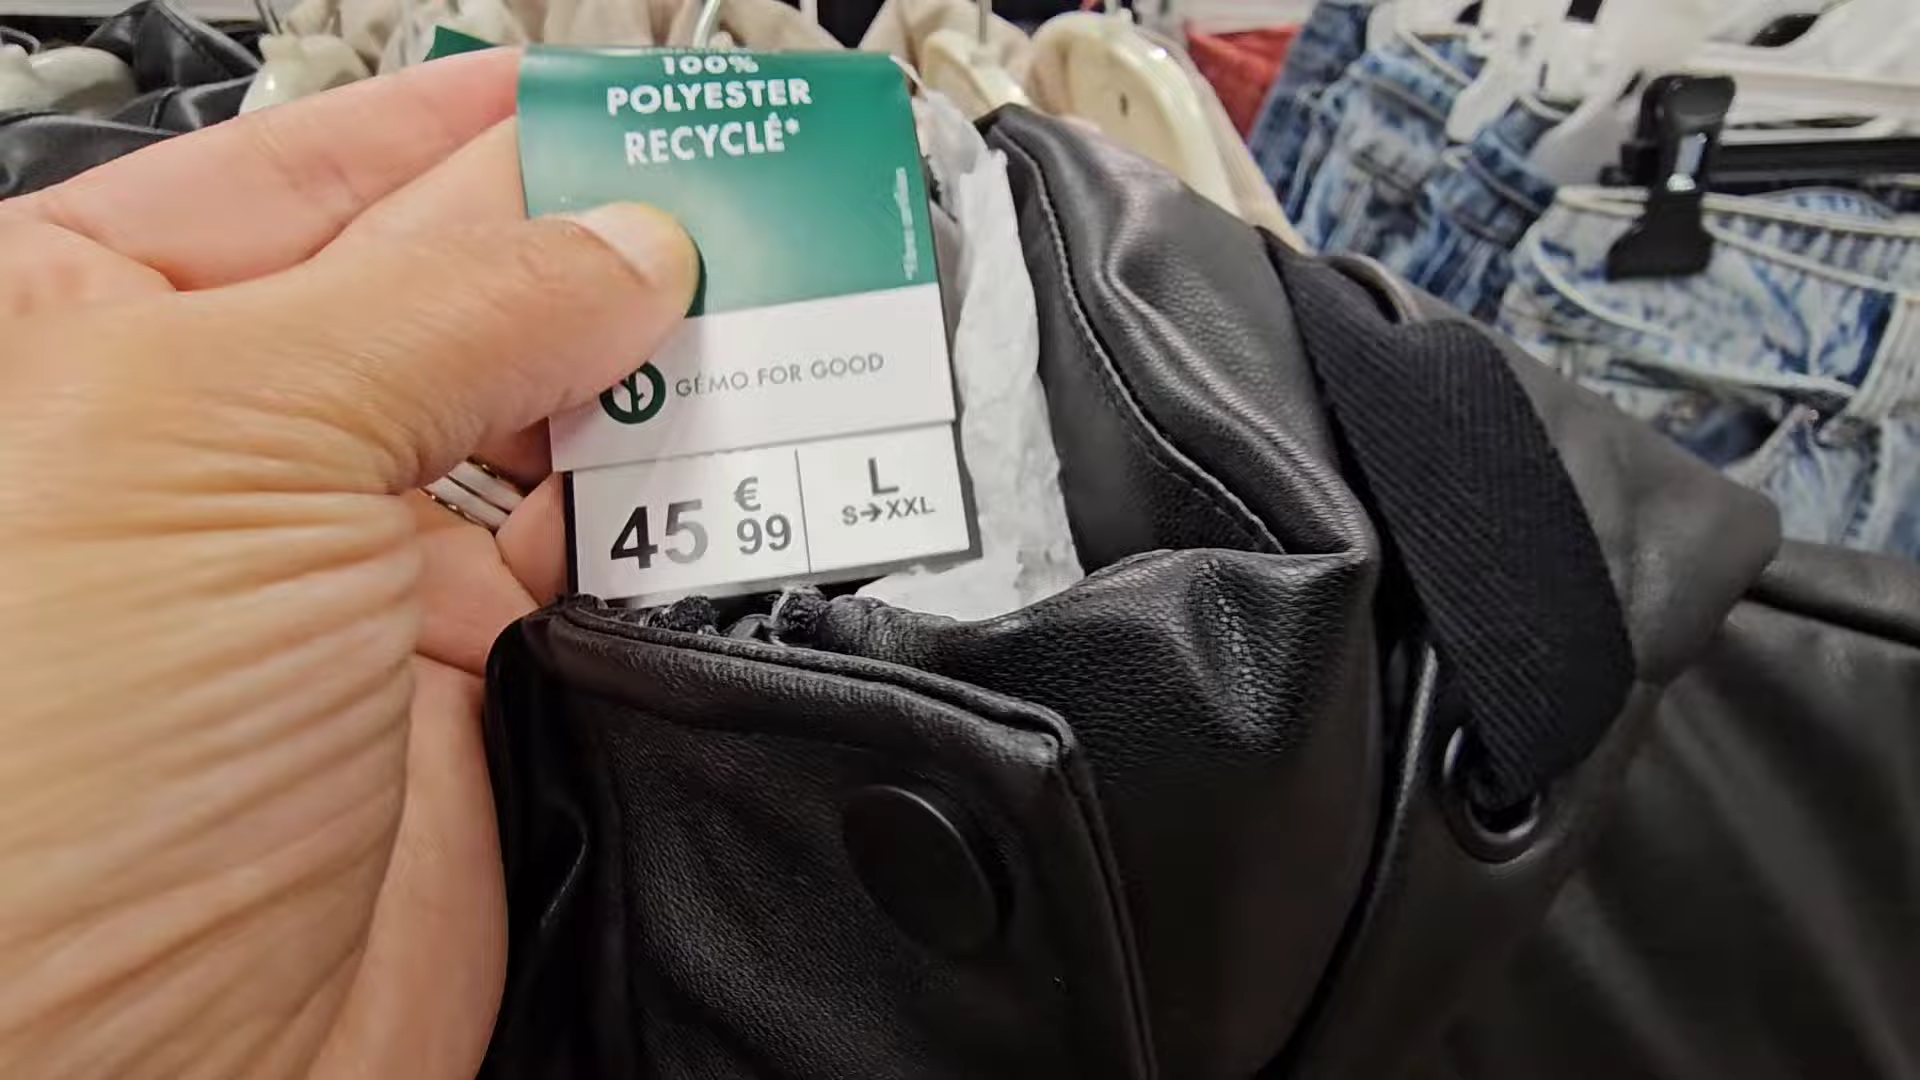 100%
POLYESTER
RECYCLÉ*
GÉMO FOR GOOD
45 €
99
L
S→XXL